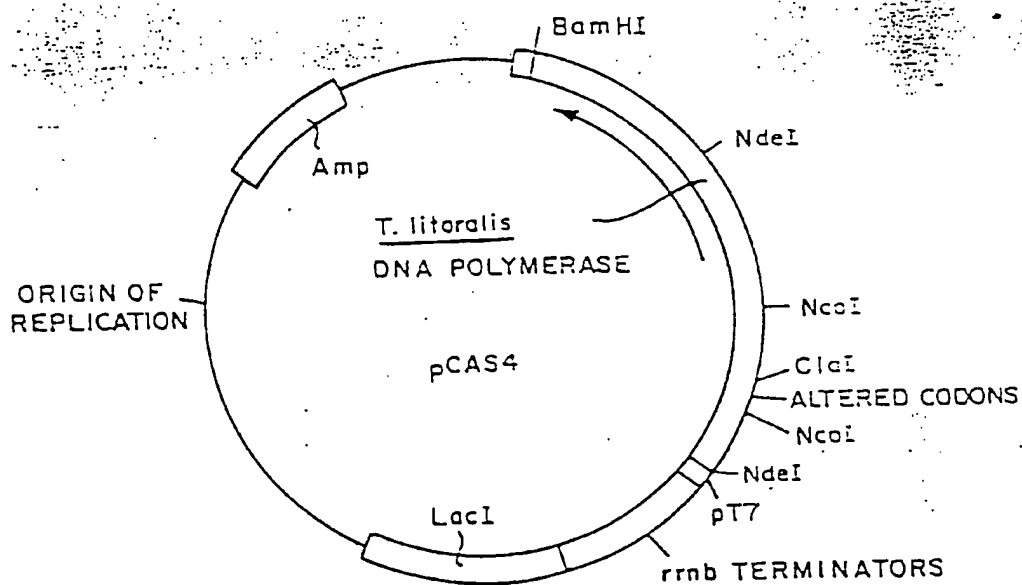 BamHI
NdeI
Amp
T. litoralis
DNA POLYMERASE
ORIGIN OF
REPLICATION
NcoI
pCAS4
ClaI
ALTERED CODONS
NcoI
NdeI
pT7
LacI
rrnb TERMINATORS